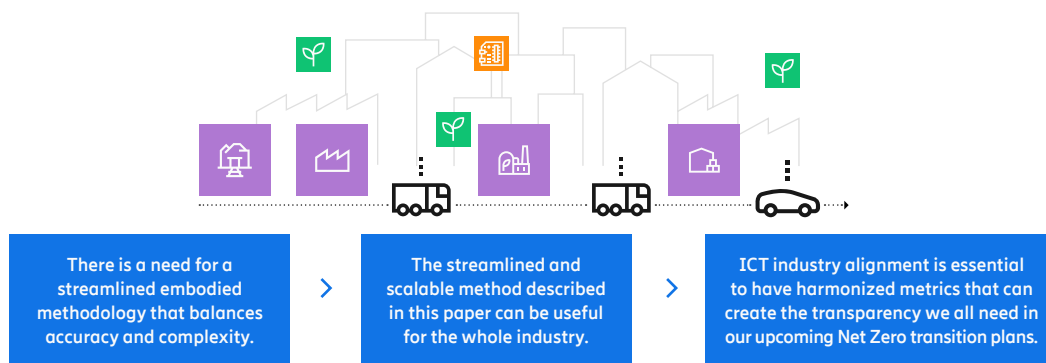 There is a need for a
streamlined embodied
methodology that balances
accuracy and complexity.
The streamlined and
scalable method described
in this paper can be useful
for the whole industry.
ICT industry alignment is essential
to have harmonized metrics that can
create the transparency we all need in
our upcoming Net Zero transition plans.